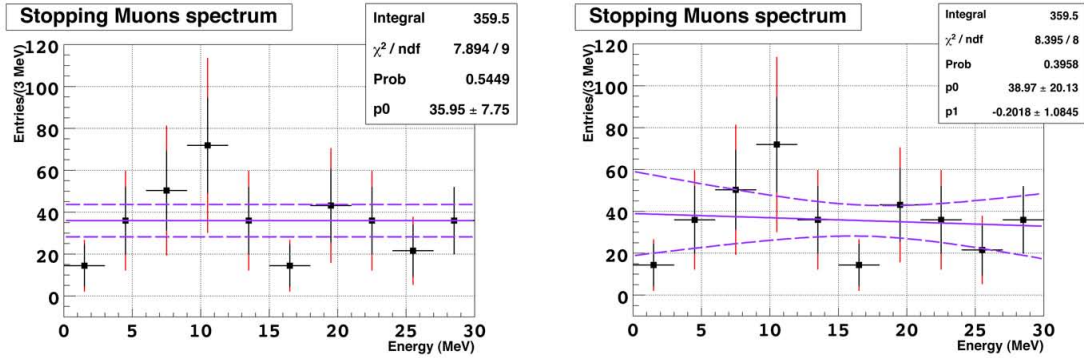 Stopping Muons spectrum
Integral 359.5
χ² / ndf 7.894 / 9
Prob 0.5449
p0 35.95 ± 7.75
Entries/(3 MeV)
120
100
80
60
40
20
0
0 5 10 15 20 25 30
Energy (MeV)
Stopping Muons spectrum
Integral 359.5
χ² / ndf 8.395 / 8
Prob 0.3958
p0 38.97 ± 20.13
p1 -0.2018 ± 1.0845
Entries/(3 MeV)
120
100
80
60
40
20
0
0 5 10 15 20 25 30
Energy (MeV)